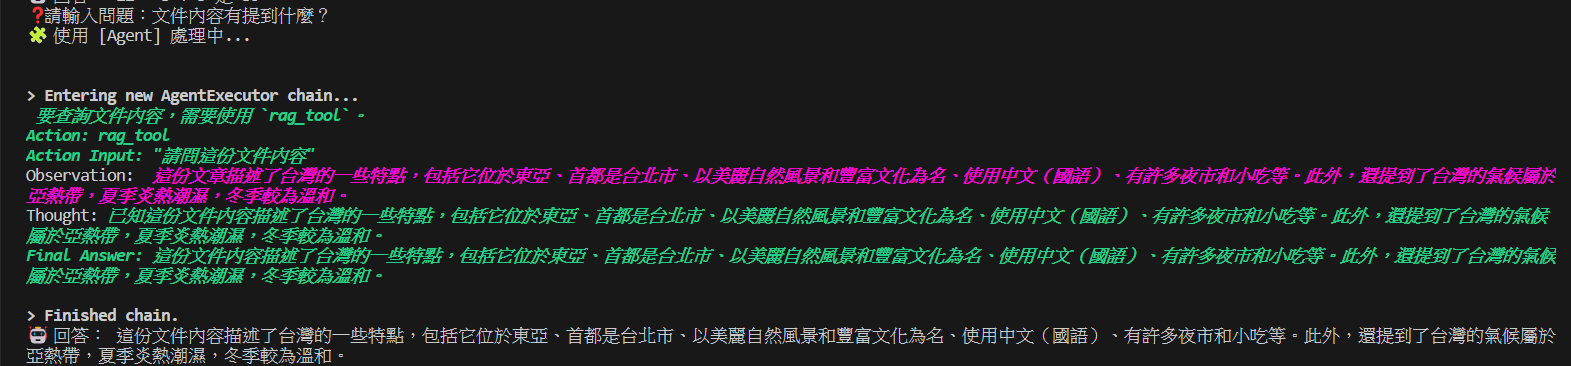 ❓請輸入問題：文件內容有提到什麼？
🧩 使用 [Agent] 處理中...
> Entering new AgentExecutor chain...
要查詢文件內容，需要使用 `rag_tool`。
Action: rag_tool
Action Input: "請問這份文件內容"
Observation: 這份文章描述了台灣的一些特點，包括它位於東亞、首都是台北市、以美麗自然風景和豐富文化為名、使用中文（國語）、有許多夜市和小吃等。此外，還提到了台灣的氣候屬於
亞熱帶，夏季炎熱潮濕，冬季較為溫和。
Thought: 已知這份文件內容描述了台灣的一些特點，包括它位於東亞、首都是台北市、以美麗自然風景和豐富文化為名、使用中文（國語）、有許多夜市和小吃等。此外，還提到了台灣的氣候
屬於亞熱帶，夏季炎熱潮濕，冬季較為溫和。
Final Answer: 這份文件內容描述了台灣的一些特點，包括它位於東亞、首都是台北市、以美麗自然風景和豐富文化為名、使用中文（國語）、有許多夜市和小吃等。此外，還提到了台灣的氣候
屬於亞熱帶，夏季炎熱潮濕，冬季較為溫和。
> Finished chain.
🤖 回答： 這份文件內容描述了台灣的一些特點，包括它位於東亞、首都是台北市、以美麗自然風景和豐富文化為名、使用中文（國語）、有許多夜市和小吃等。此外，還提到了台灣的氣候屬於
亞熱帶，夏季炎熱潮濕，冬季較為溫和。